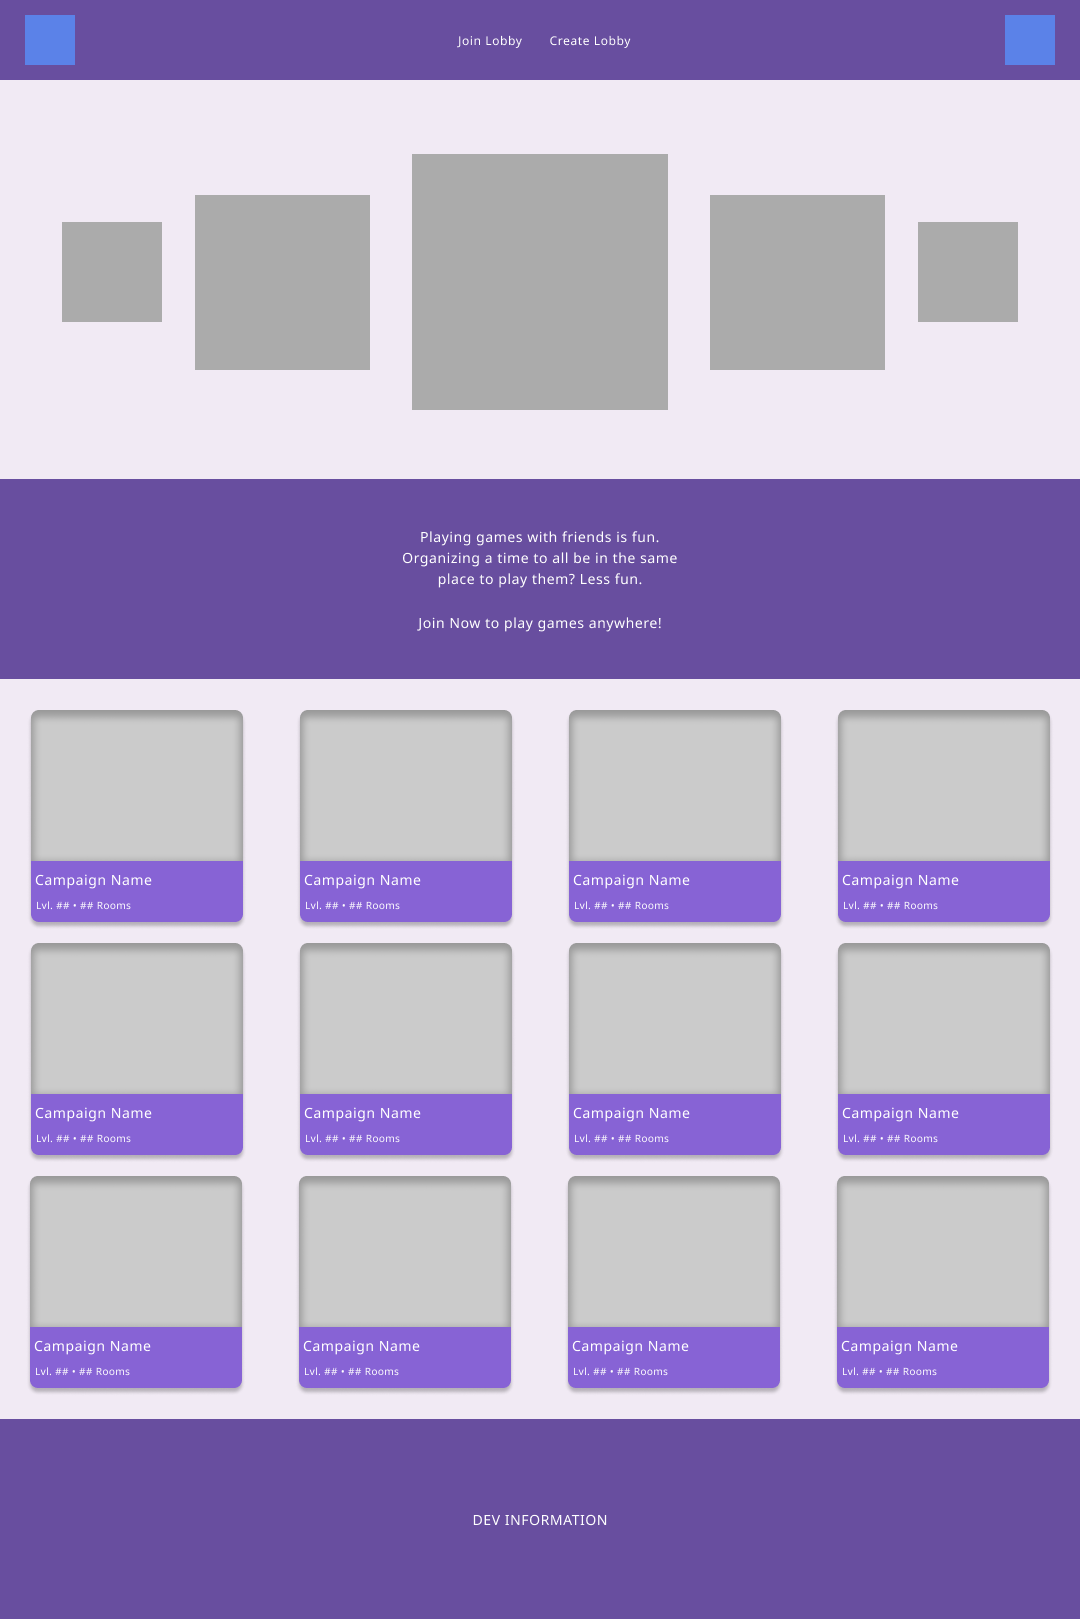 Join Lobby Create Lobby
Playing games with friends is fun.
Organizing a time to all be in the same
place to play them? Less fun.
Join Now to play games anywhere!
Campaign Name Campaign Name Campaign Name Campaign Name
Lvl. ## • ## Rooms Lvl. ## • ## Rooms Lvl. ## • ## Rooms Lvl. ## • ## Rooms
Campaign Name Campaign Name Campaign Name Campaign Name
Lvl. ## • ## Rooms Lvl. ## • ## Rooms Lvl. ## • ## Rooms Lvl. ## • ## Rooms
Campaign Name Campaign Name Campaign Name Campaign Name
Lvl. ## • ## Rooms Lvl. ## • ## Rooms Lvl. ## • ## Rooms Lvl. ## • ## Rooms
DEV INFORMATION